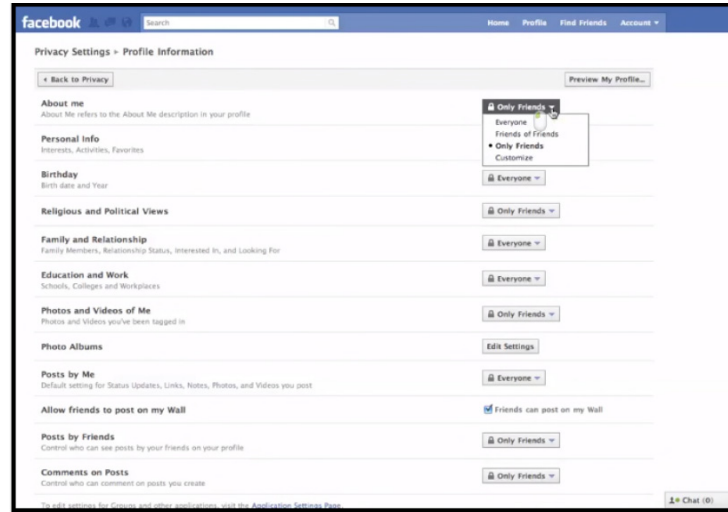 facebook
Search
Home Profile Find Friends Account
Privacy Settings ▸ Profile Information
Back to Privacy
Preview My Profile...
About me
About Me refers to the About Me description in your profile
Only Friends
Everyone
Friends of Friends
• Only Friends
Customize
Personal Info
Interests, Activities, Favorites
Birthday
Birth date and Year
Everyone
Religious and Political Views
Only Friends
Family and Relationship
Family Members, Relationship Status, Interested In, and Looking For
Everyone
Education and Work
Schools, Colleges and Workplaces
Everyone
Photos and Videos of Me
Photos and Videos you've been tagged in
Only Friends
Photo Albums
Edit Settings
Posts by Me
Default setting for Status Updates, Links, Notes, Photos, and Videos you post
Everyone
Allow friends to post on my Wall
Friends can post on my Wall
Posts by Friends
Control who can see posts by your friends on your profile
Only Friends
Comments on Posts
Control who can comment on posts you create
Only Friends
To edit settings for Groups and other applications, visit the Application Settings Page.
Chat (0)